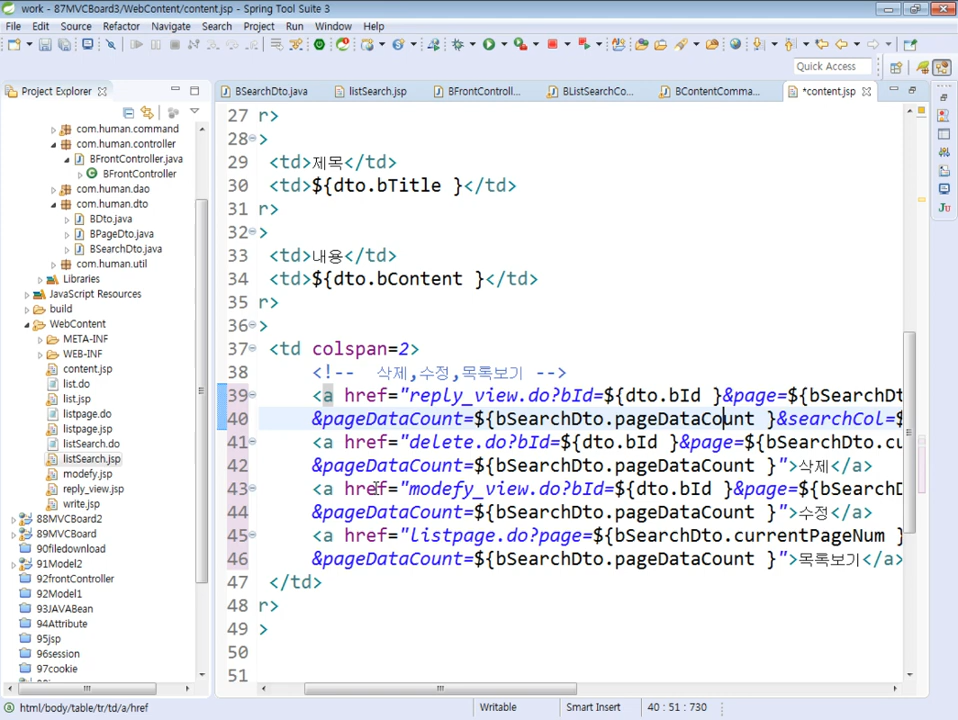 work - 87MVCBoard3/WebContent/content.jsp - Spring Tool Suite 3
File Edit Source Refactor Navigate Search Project Run Window Help
Quick Access
Project Explorer
BSearchDto.java listSearch.jsp BFrontControll... BListSearchCo... BContentComma... *content.jsp
com.human.command
com.human.controller
BFrontController.java
BFrontController
com.human.dao
com.human.dto
BDto.java
BPageDto.java
BSearchDto.java
com.human.util
Libraries
JavaScript Resources
build
WebContent
META-INF
WEB-INF
content.jsp
list.do
list.jsp
listpage.do
listpage.jsp
listSearch.do
listSearch.jsp
modefy.jsp
reply_view.jsp
write.jsp
88MVCBoard2
89MVCBoard
90filedownload
91Model2
92frontController
92Model1
93JAVABean
94Attribute
95jsp
96session
97cookie
27 r>
28 >
29 <td>제목</td>
30 <td>${dto.bTitle }</td>
31 r>
32 >
33 <td>내용</td>
34 <td>${dto.bContent }</td>
35 r>
36 >
37 <td colspan=2>
38 <!-- 삭제,수정,목록보기 -->
39 <a href="reply_view.do?bId=${dto.bId }&page=${bSearchDt
40 &pageDataCount=${bSearchDto.pageDataCount }&searchCol=$
41 <a href="delete.do?bId=${dto.bId }&page=${bSearchDto.cu
42 &pageDataCount=${bSearchDto.pageDataCount }">삭제</a>
43 <a href="modefy_view.do?bId=${dto.bId }&page=${bSearchD
44 &pageDataCount=${bSearchDto.pageDataCount }">수정</a>
45 <a href="listpage.do?page=${bSearchDto.currentPageNum }
46 &pageDataCount=${bSearchDto.pageDataCount }">목록보기</a>
47 </td>
48 r>
49 >
50
51
html/body/table/tr/td/a/href Writable Smart Insert 40 : 51 : 730